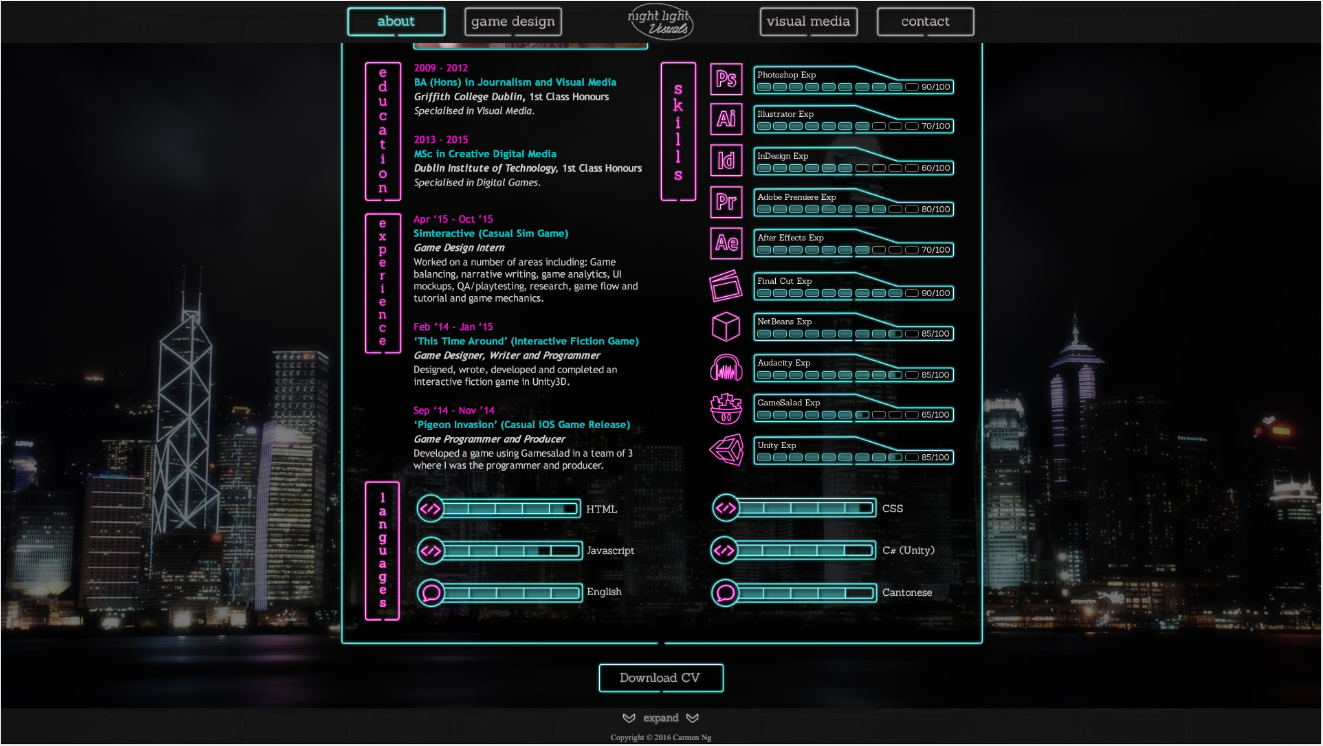 about
game design
night light
Visuals
visual media
contact
education
2009 - 2012
BA (Hons) in Journalism and Visual Media
Griffith College Dublin, 1st Class Honours
Specialised in Visual Media.
2013 - 2015
MSc in Creative Digital Media
Dublin Institute of Technology, 1st Class Honours
Specialised in Digital Games.
experience
Apr ‘15 - Oct ’15
Simteractive (Casual Sim Game)
Game Design Intern
Worked on a number of areas including: Game
balancing, narrative writing, game analytics, UI
mockups, QA/playtesting, research, game flow and
tutorial and game mechanics.
Feb ‘14 - Jan ‘15
‘This Time Around’ (Interactive Fiction Game)
Game Designer, Writer and Programmer
Designed, wrote, developed and completed an
interactive fiction game in Unity3D.
Sep ‘14 - Nov ’14
‘Pigeon Invasion’ (Casual iOS Game Release)
Game Programmer and Producer
Developed a game using Gamesalad in a team of 3
where I was the programmer and producer.
skills
Ps
Photoshop Exp
90/100
Ai
Illustrator Exp
70/100
Id
InDesign Exp
60/100
Pr
Adobe Premiere Exp
80/100
Ae
After Effects Exp
70/100
Final Cut Exp
90/100
NetBeans Exp
85/100
Audacity Exp
85/100
GameSalad Exp
65/100
Unity Exp
85/100
languages
</> HTML
</> CSS
</> Javascript
</> C# (Unity)
English
Cantonese
Download CV
expand
Copyright © 2016 Carmen Ng